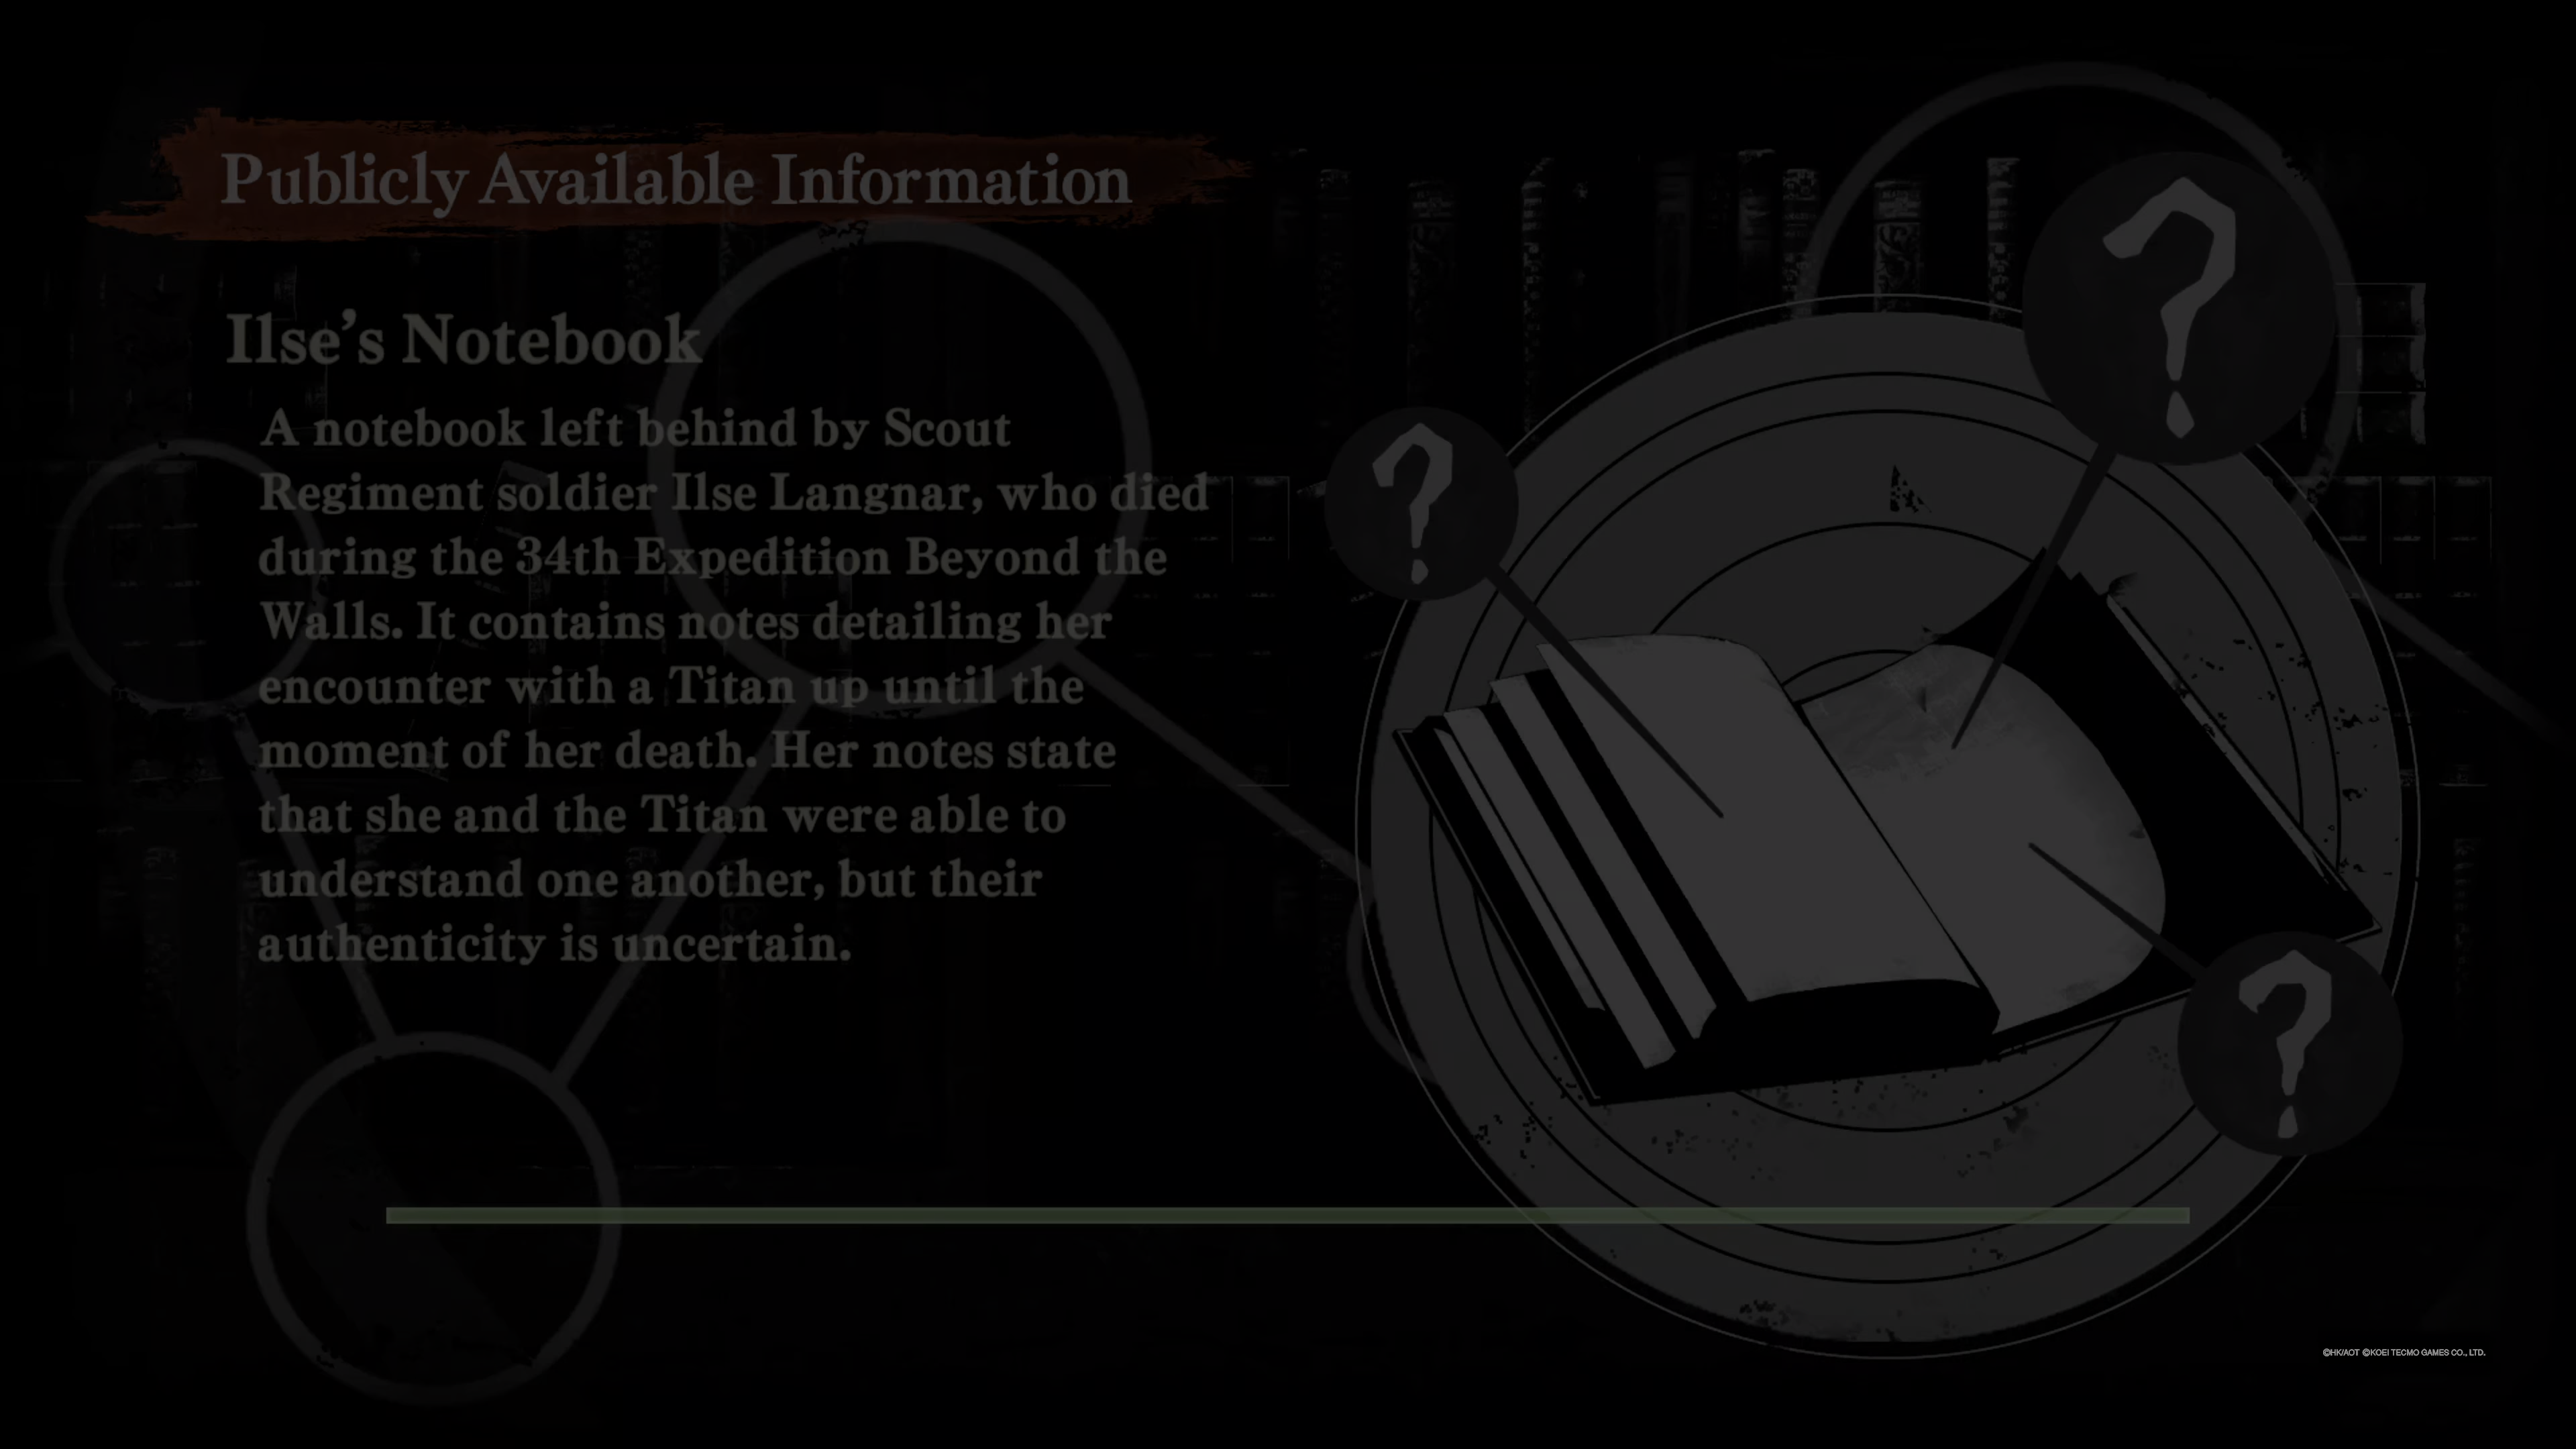 Publicly Available Information
Ilse's Notebook
A notebook left behind by Scout
Regiment soldier Ilse Langnar, who died
during the 34th Expedition Beyond the
Walls. It contains notes detailing her
encounter with a Titan up until the
moment of her death. Her notes state
that she and the Titan were able to
understand one another, but their
authenticity is uncertain.
?
?
?
©HK/AOT ©KOEI TECMO GAMES CO., LTD.